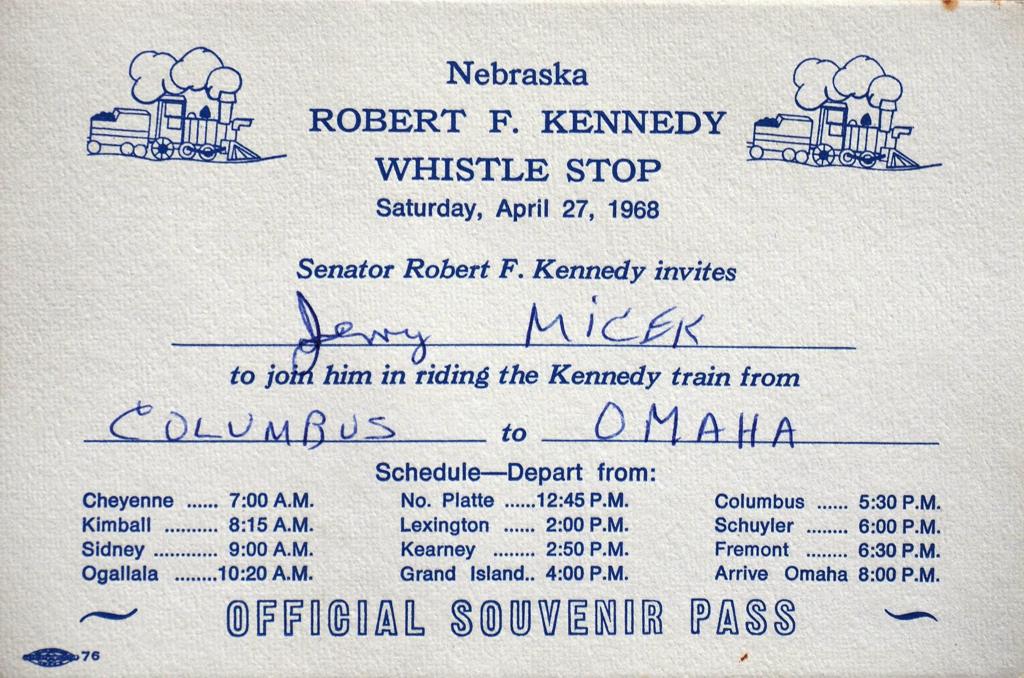 Nebraska
ROBERT F. KENNEDY
WHISTLE STOP
Saturday, April 27, 1968
Senator Robert F. Kennedy invites
Jerry MICEK
to join him in riding the Kennedy train from
COLUMBUS to OMAHA
Schedule—Depart from:
Cheyenne ...... 7:00 A.M. No. Platte ......12:45 P.M. Columbus ...... 5:30 P.M.
Kimball .......... 8:15 A.M. Lexington ...... 2:00 P.M. Schuyler ....... 6:00 P.M.
Sidney ............ 9:00 A.M. Kearney ........ 2:50 P.M. Fremont ........ 6:30 P.M.
Ogallala ........10:20 A.M. Grand Island.. 4:00 P.M. Arrive Omaha 8:00 P.M.
OFFICIAL SOUVENIR PASS
76